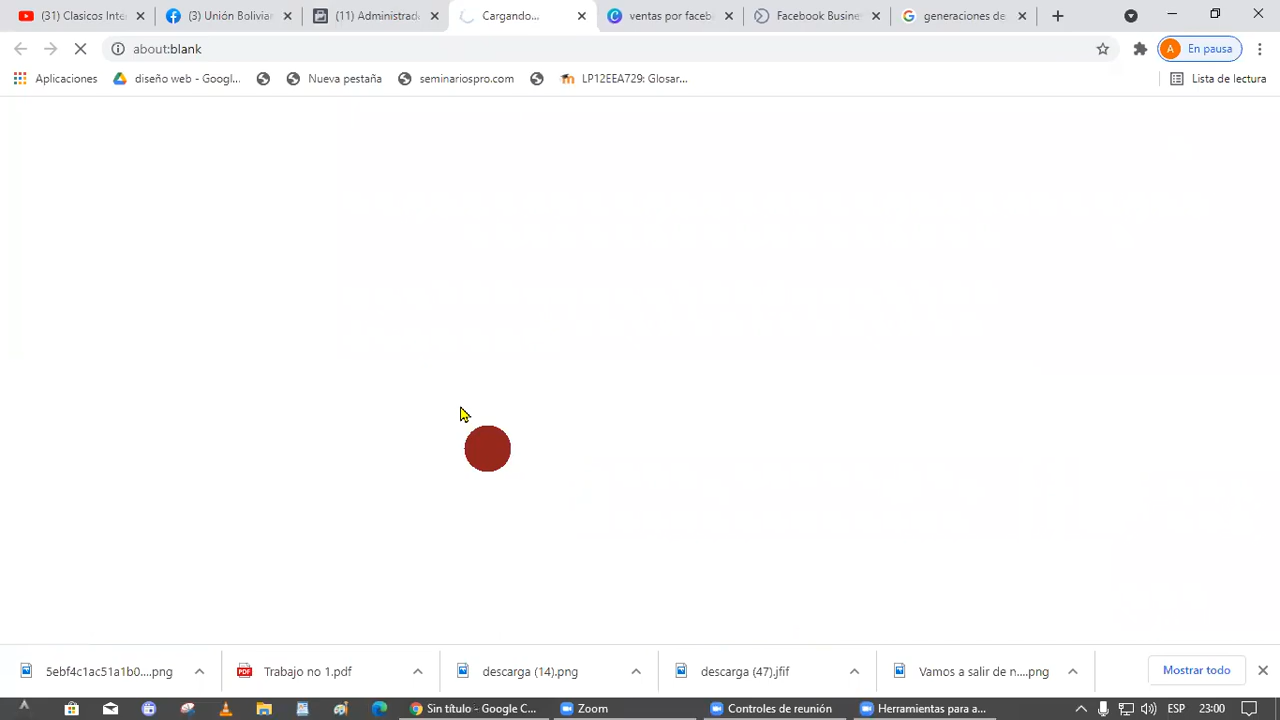 (31) Clasicos Inte
(3) Unión Bolivia
(11) Administrad
Cargando...
ventas por faceb
Facebook Busine
generaciones de
about:blank
A En pausa
Aplicaciones
diseño web - Googl...
Nueva pestaña
seminariospro.com
LP12EEA729: Glosar...
Lista de lectura
5ebf4c1ac51a1b0....png
Trabajo no 1.pdf
descarga (14).png
descarga (47).jfif
Vamos a salir de n....png
Mostrar todo
Sin título - Google C...
Zoom
Controles de reunión
Herramientas para a...
ESP
23:00